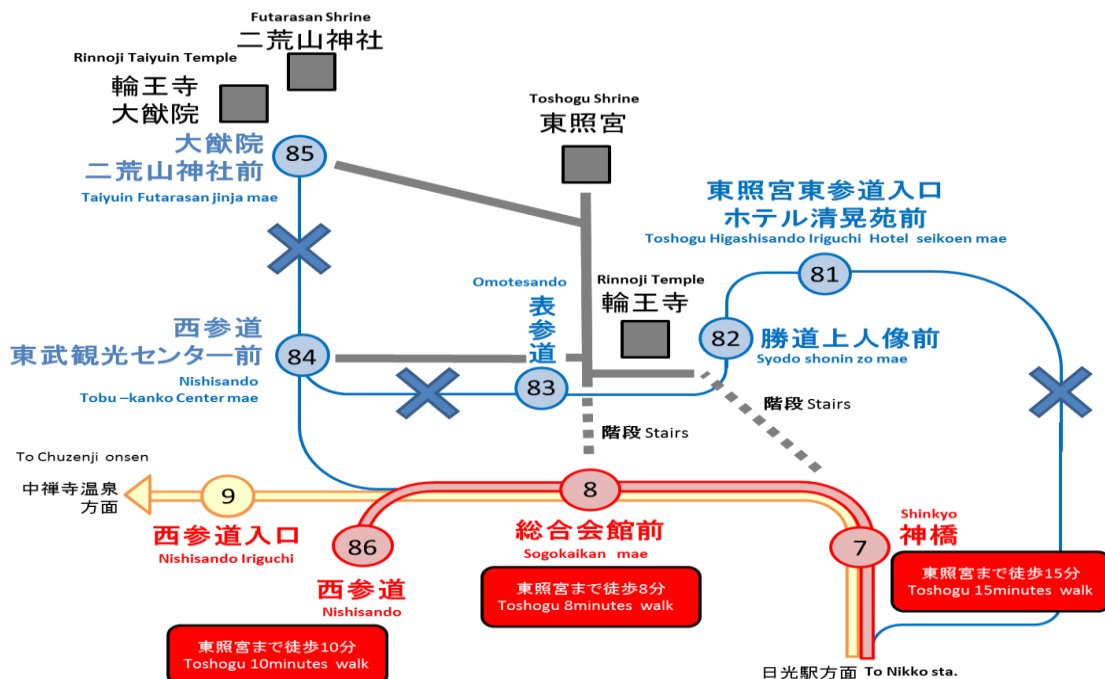 Futarasan Shrine
二荒山神社
Rinnoji Taiyuin Temple
輪王寺
大猷院
大猷院
二荒山神社前
Taiyuin Futarasan jinja mae
85
Toshogu Shrine
東照宮
東照宮東参道入口
ホテル清晃苑前
Toshogu Higashisando Iriguchi Hotel seikoen mae
81
Omotesando
表参道
83
Rinnoji Temple
輪王寺
82
勝道上人像前
Syodo shonin zo mae
西参道
東武観光センター前
Nishisando
Tobu –kanko Center mae
84
階段 Stairs
階段 Stairs
To Chuzenji onsen
中禅寺温泉
方面
9
西参道入口
Nishisando Iriguchi
86
西参道
Nishisando
8
総合会館前
Sogokaikan mae
Shinkyo
神橋
7
東照宮まで徒歩10分
Toshogu 10minutes walk
東照宮まで徒歩8分
Toshogu 8minutes walk
東照宮まで徒歩15分
Toshogu 15minutes walk
日光駅方面 To Nikko sta.